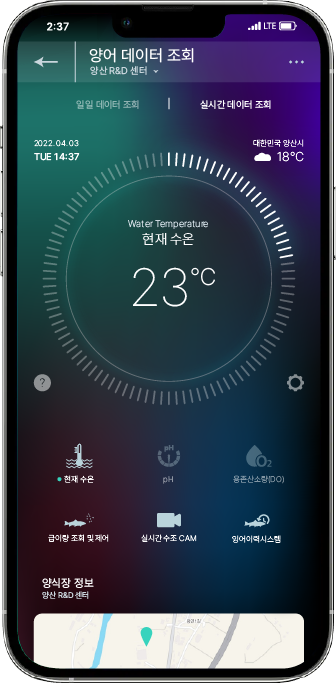 2:37
LTE
양어 데이터 조회
양산 R&D 센터
일일 데이터 조회
실시간 데이터 조회
2022.04.03
TUE 14:37
대한민국 양산시
18°C
Water Temperature
현재 수온
23°C
?
pH
O2
현재 수온
pH
용존산소량(DO)
급이량 조회 및 제어
실시간 수조 CAM
잉어이력시스템
양식장 정보
양산 R&D 센터